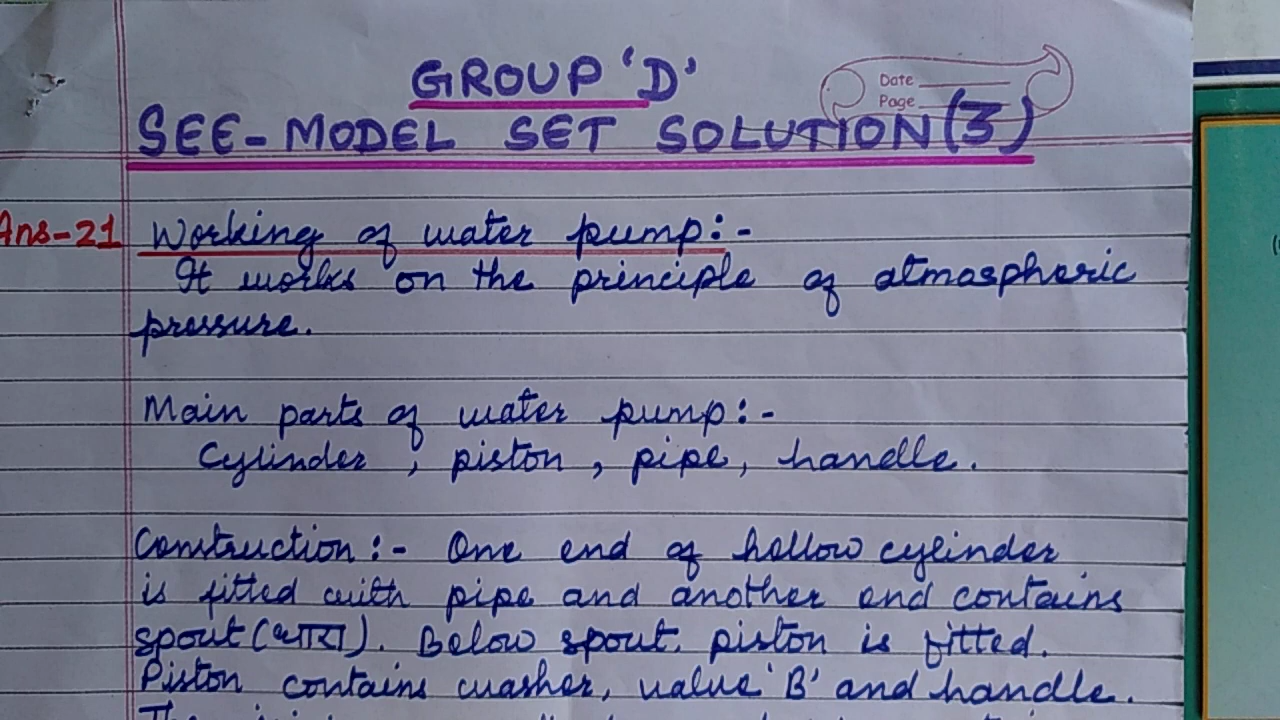 GROUP 'D'
Date
Page
SEE-MODEL SET SOLUTION(3)
Ans-21 Working of water pump:-
It works on the principle of atmospheric
pressure.
Main parts of water pump:-
Cylinder, piston, pipe, handle.
Construction:- One end of hollow cylinder
is fitted with pipe and another end contains
spout(धारा). Below spout, piston is fitted.
Piston contains washer, value 'B' and handle.